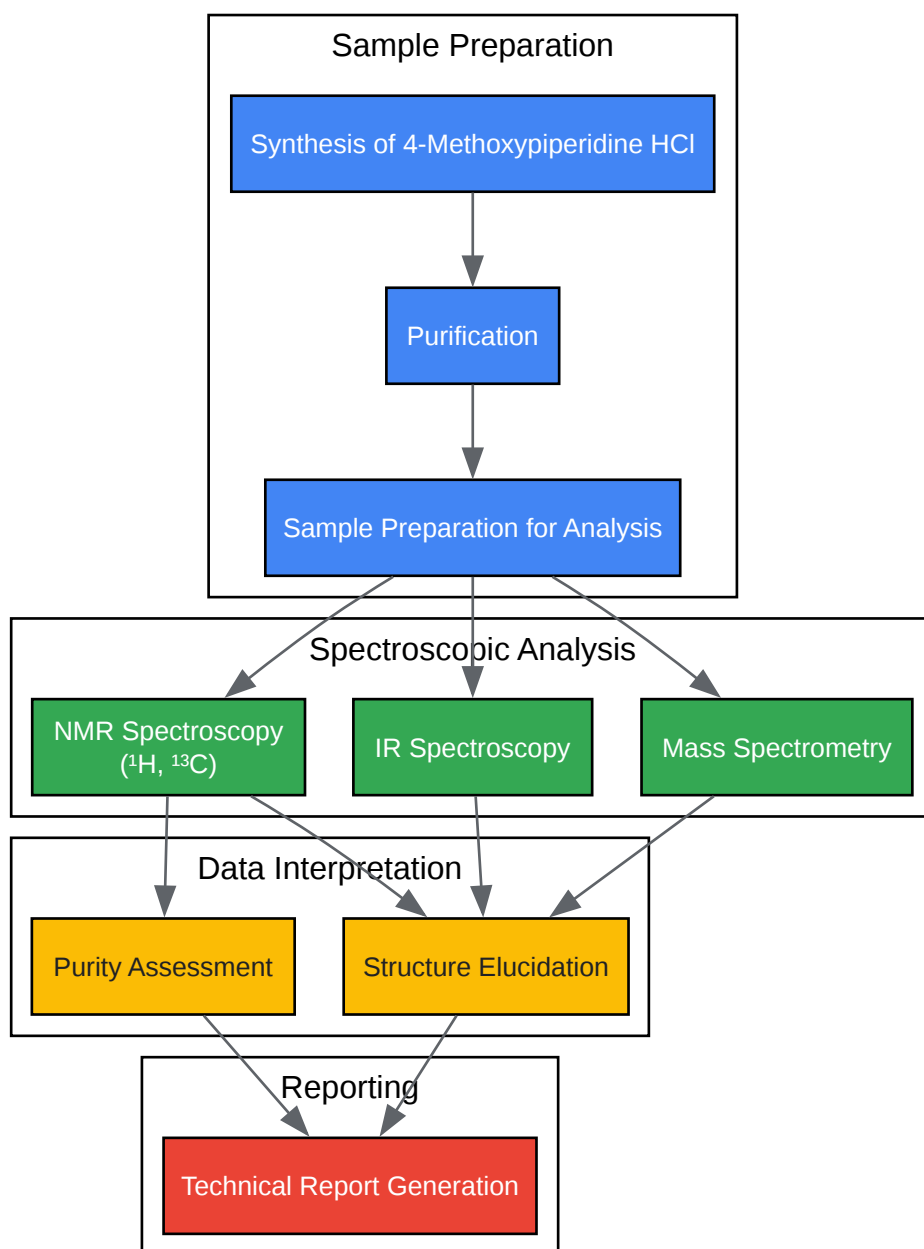 Sample Preparation
Synthesis of 4-Methoxypiperidine HCl
Purification
Sample Preparation for Analysis
Spectroscopic Analysis
NMR Spectroscopy
(¹H, ¹³C)
IR Spectroscopy
Mass Spectrometry
Data Interpretation
Purity Assessment
Structure Elucidation
Reporting
Technical Report Generation